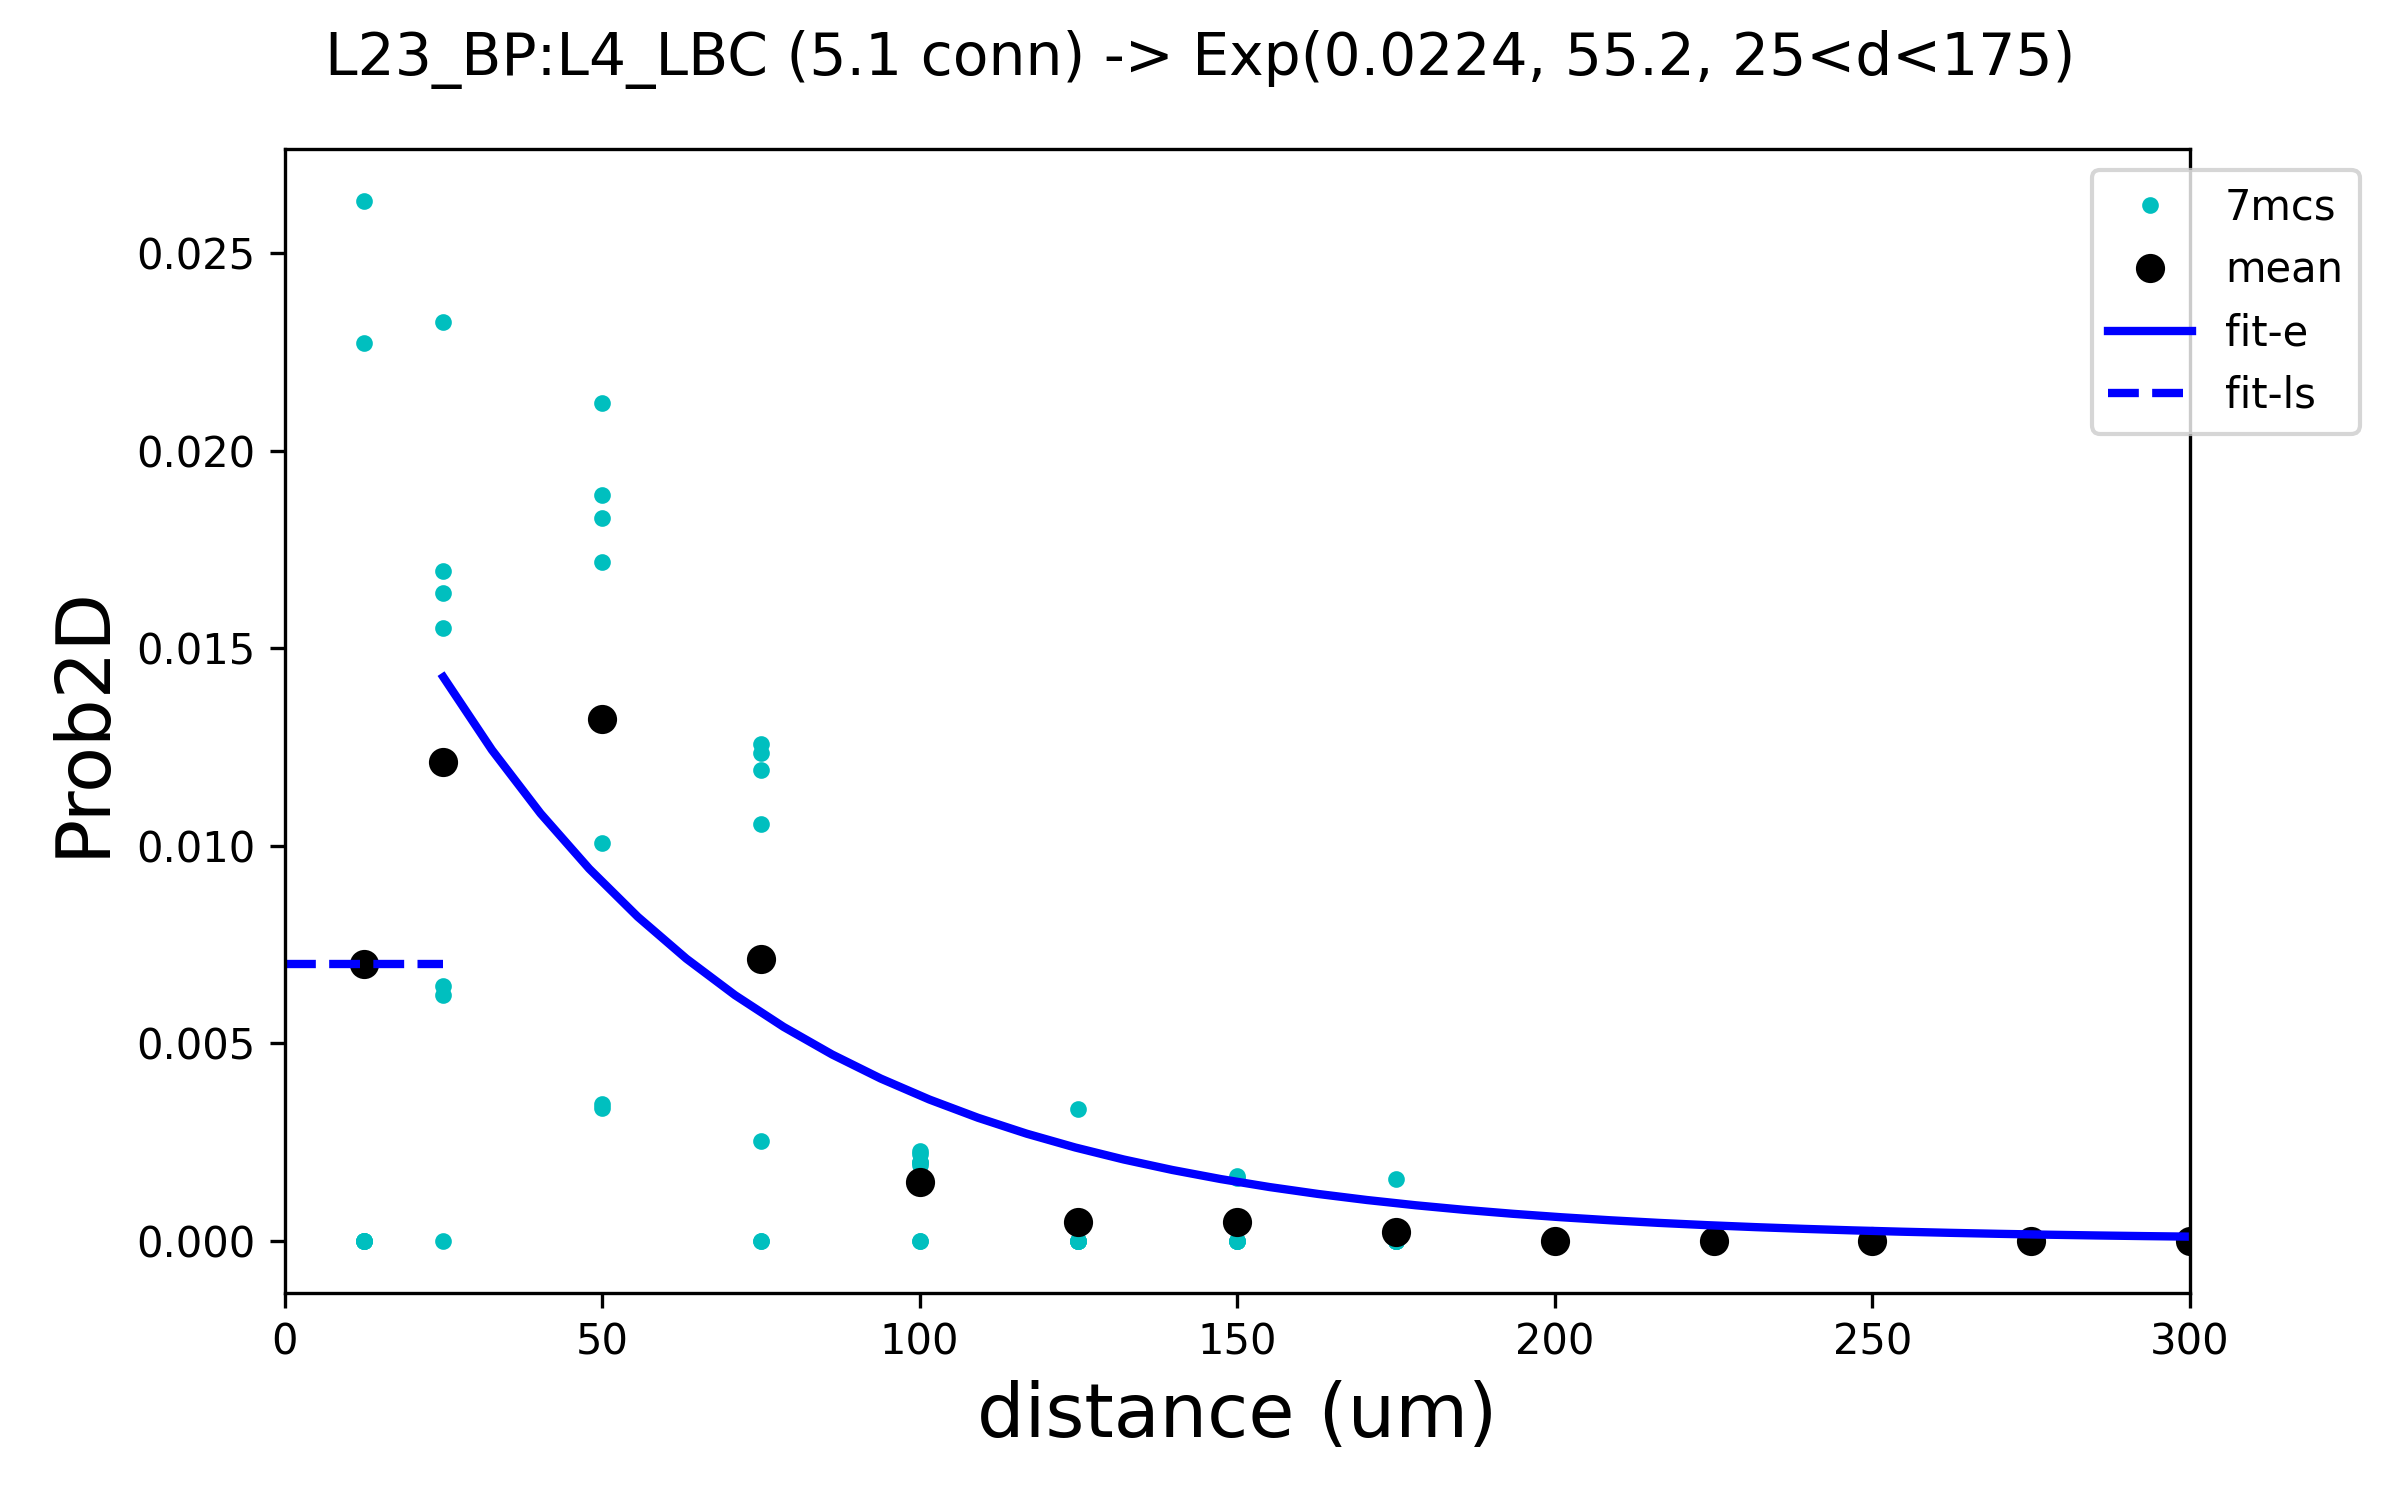 L23_BP:L4_LBC (5.1 conn) -> Exp(0.0224, 55.2, 25<d<175)
7mcs
mean
fit-e
fit-ls
Prob2D
0.025
0.020
0.015
0.010
0.005
0.000
0 50 100 150 200 250 300
distance (um)